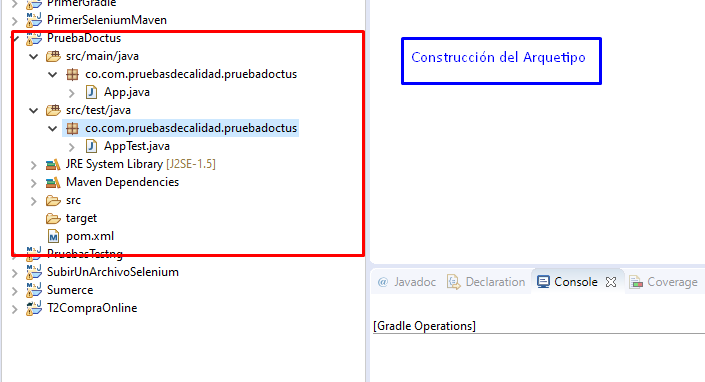 PrimerGradle
PrimerSeleniumMaven
PruebaDoctus
src/main/java
co.com.pruebasdecalidad.pruebadoctus
App.java
src/test/java
co.com.pruebasdecalidad.pruebadoctus
AppTest.java
JRE System Library [J2SE-1.5]
Maven Dependencies
src
target
pom.xml
PruebasTestng
SubirUnArchivoSelenium
Sumerce
T2CompraOnline
Construcción del Arquetipo
@ Javadoc Declaration Console Coverage
[Gradle Operations]